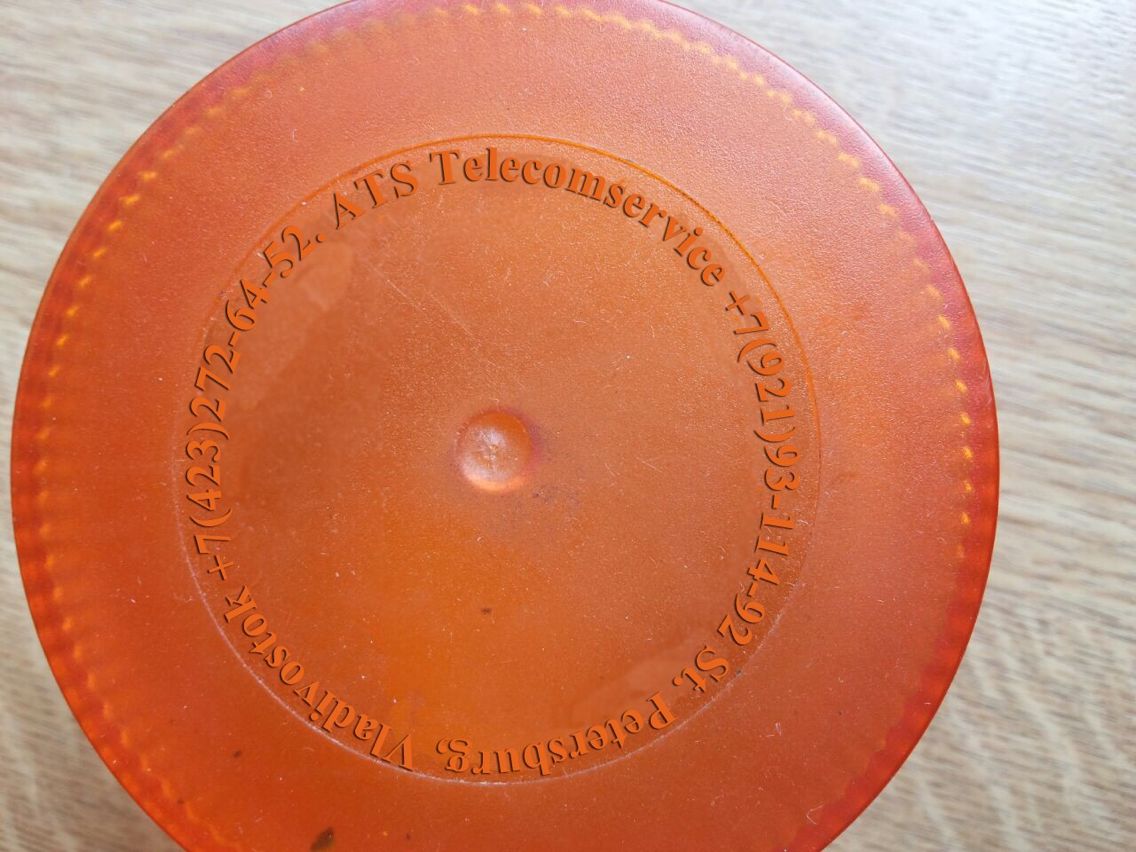 ATS Telecomservice +7(921)93-114-92 St. Petersburg, Vladivostok +7(423)272-64-52.